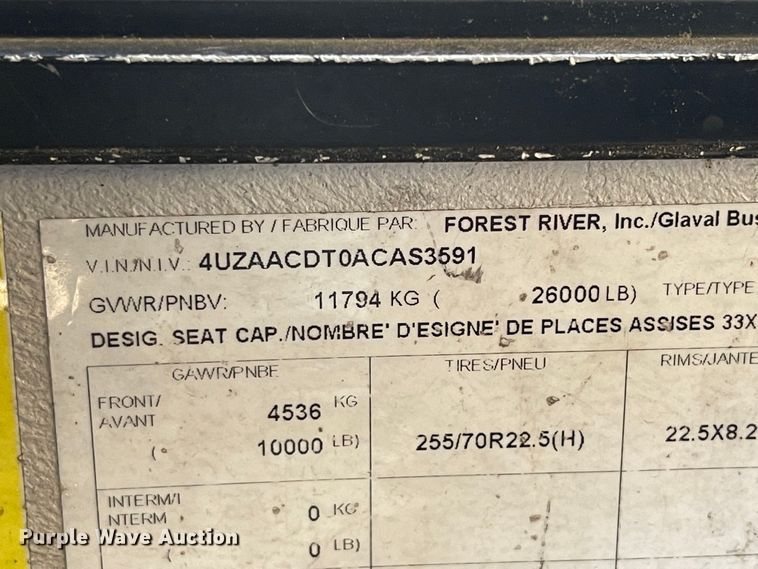 MANUFACTURED BY / FABRIQUE PAR: FOREST RIVER, Inc./Glaval Bus
V.I.N./N.I.V.: 4UZAACDT0ACAS3591
GVWR/PNBV: 11794 KG ( 26000 LB) TYPE/TYPE
DESIG. SEAT CAP./NOMBRE' D'ESIGNE' DE PLACES ASSISES 33X
GAWR/PNBE TIRES/PNEU RIMS/JANTE
FRONT/
AVANT 4536 KG
( 10000 LB) 255/70R22.5(H) 22.5X8.2
INTERM/I
NTERM 0 KG
( 0 LB)
Purple Wave Auction